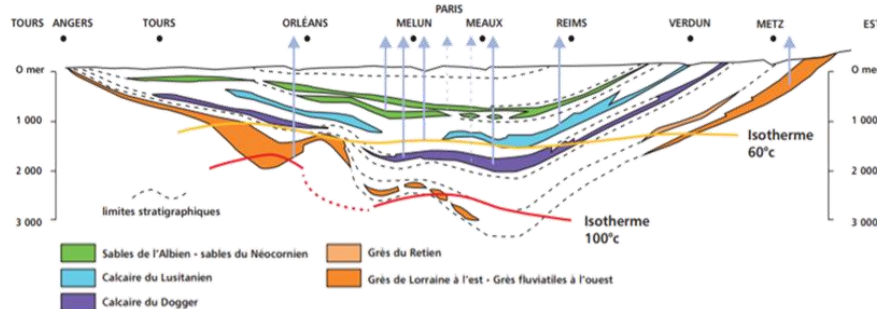 PARIS
TOURS ANGERS TOURS ORLÉANS MELUN MEAUX REIMS VERDUN METZ EST
0 mer 0 mer
1 000 1 000
Isotherme
60°c
2 000 2 000
limites stratigraphiques
3 000 3 000
Isotherme
100°c
Sables de l'Albien - sables du Néocornien
Grès du Retien
Calcaire du Lusitanien
Grès de Lorraine à l'est - Grès fluviatiles à l'ouest
Calcaire du Dogger